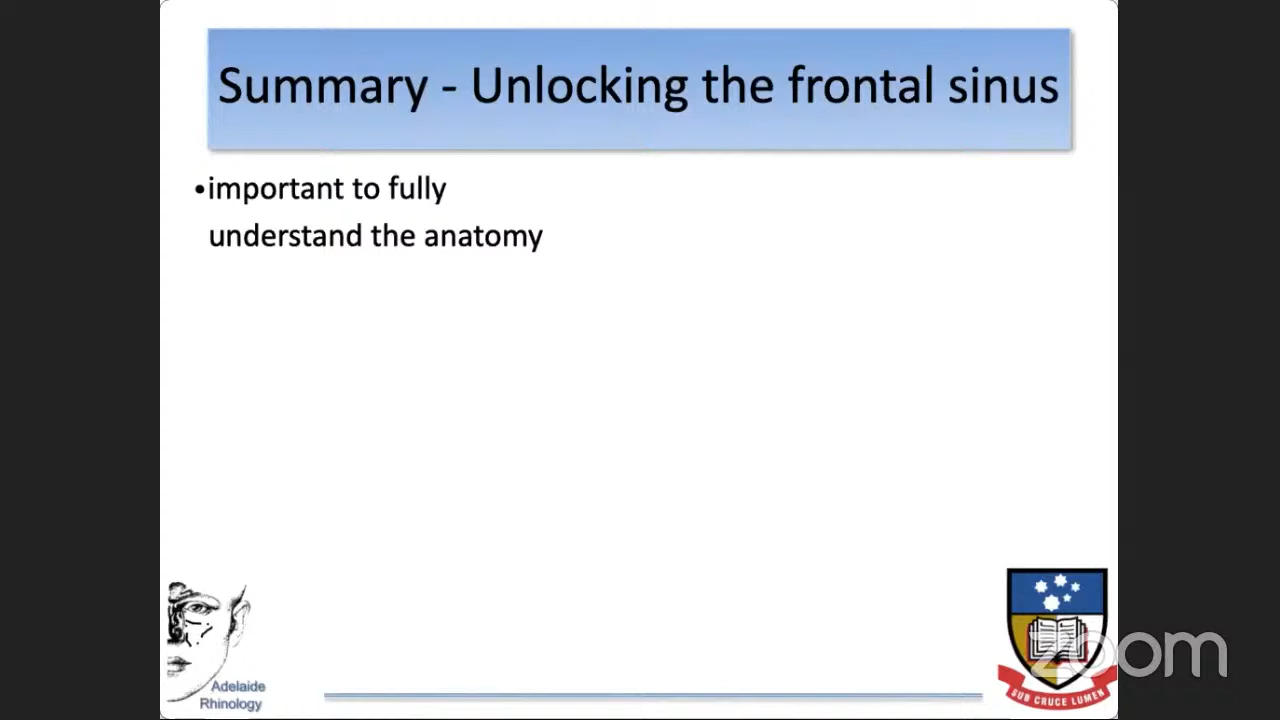 Summary - Unlocking the frontal sinus
•important to fully
understand the anatomy
Adelaide
Rhinology
SUB CRUCE LUMEN
zoom